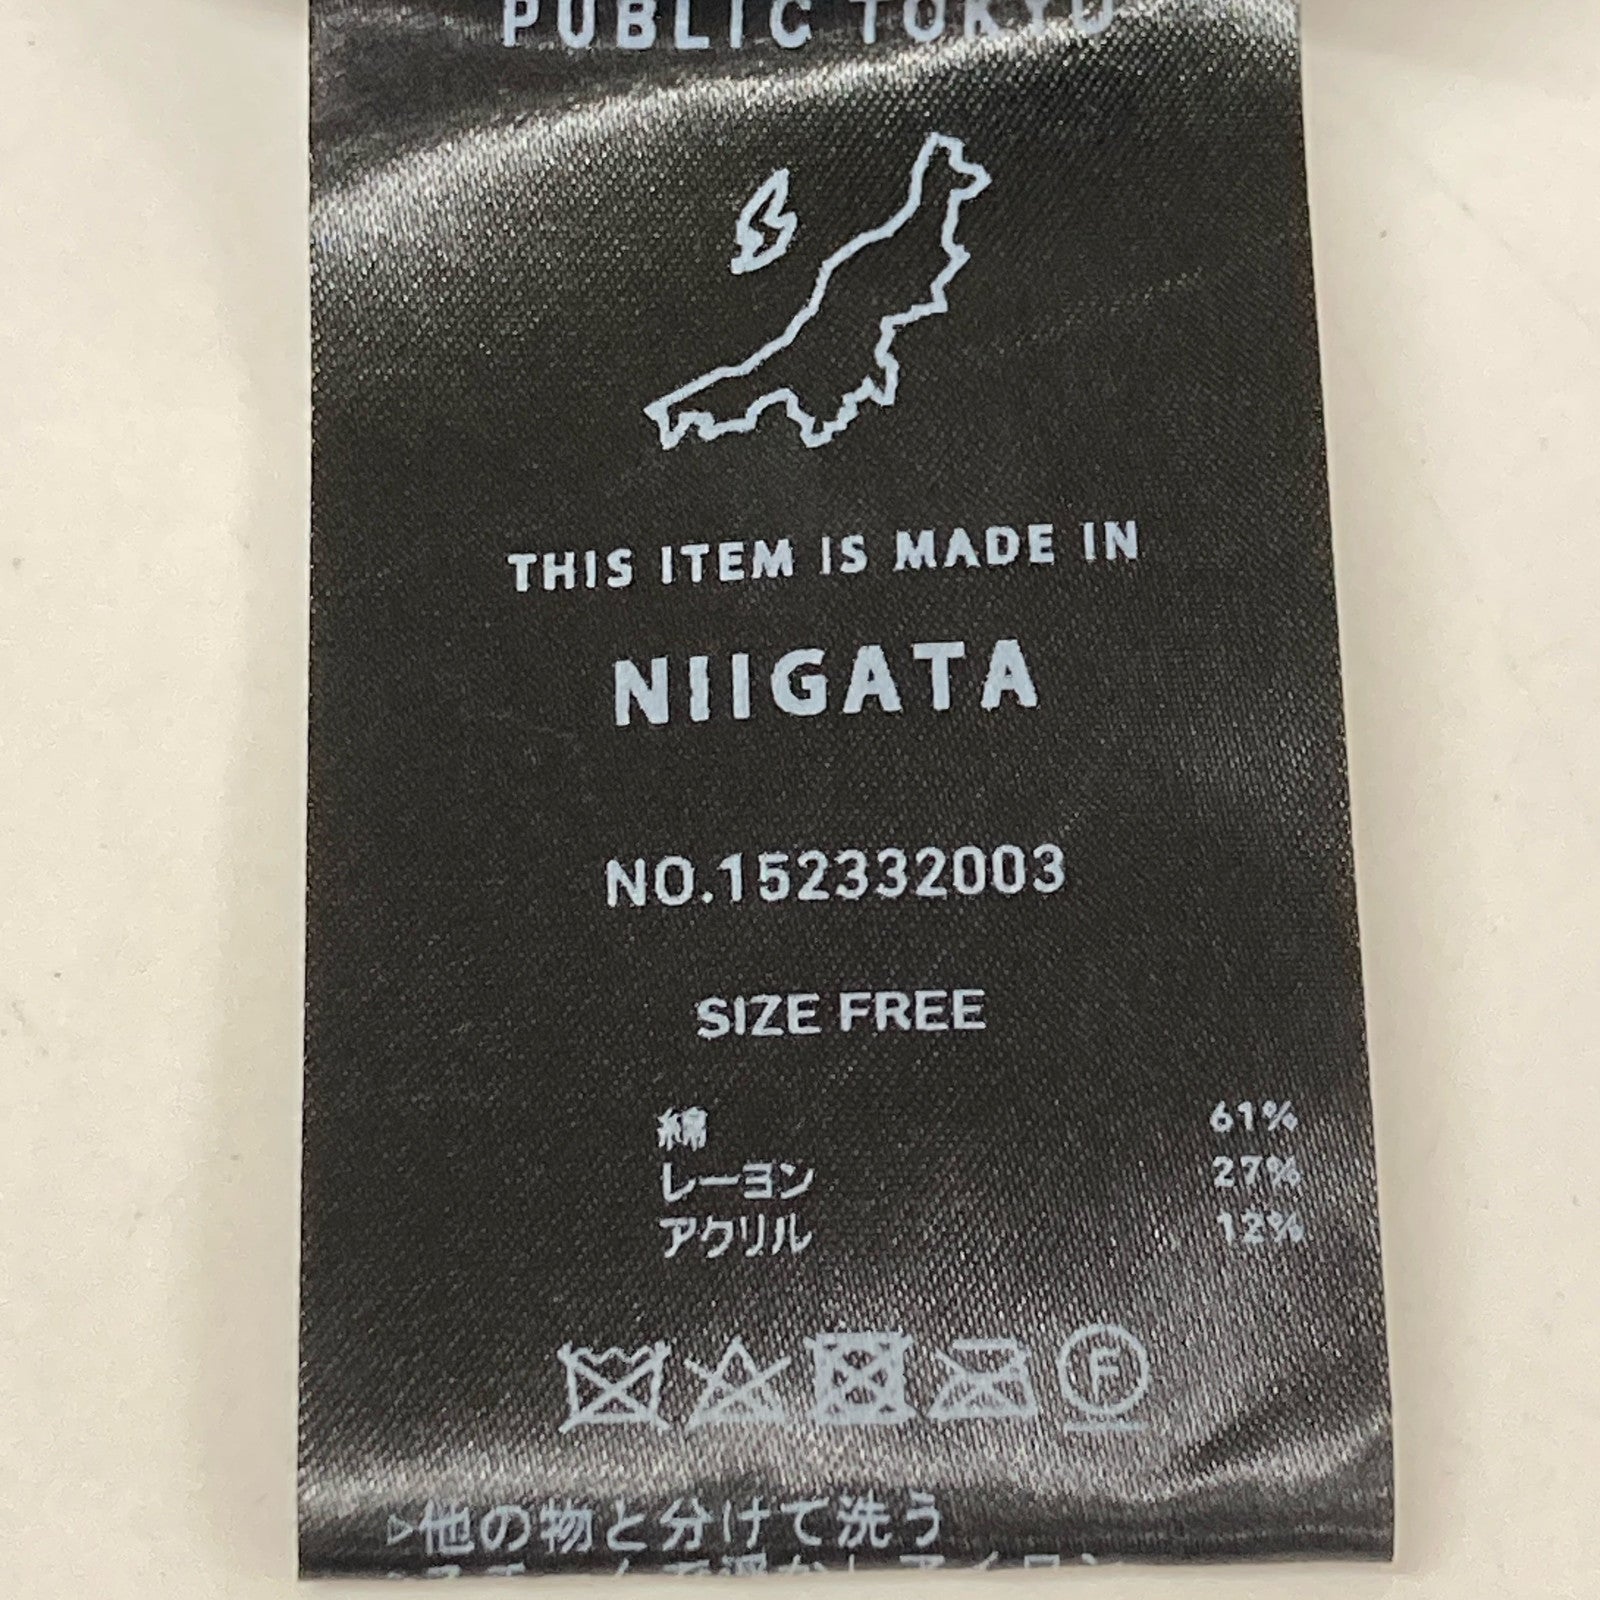 PUBLIC TOKYO
THIS ITEM IS MADE IN
NIIGATA
NO.152332003
SIZE FREE
綿 61%
レーヨン 27%
アクリル 12%
F
▷他の物と分けて洗う